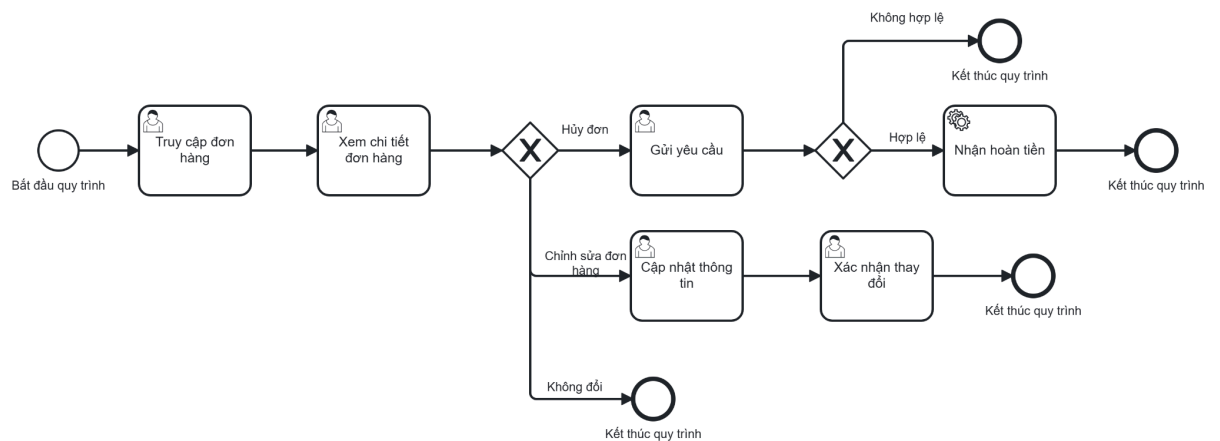 Không hợp lệ
Kết thúc quy trình
Bắt đầu quy trình
Truy cập đơn
hàng
Xem chi tiết
đơn hàng
Hủy đơn
Gửi yêu cầu
Hợp lệ
Nhận hoàn tiền
Kết thúc quy trình
Chỉnh sửa đơn
hàng
Cập nhật thông
tin
Xác nhận thay
đổi
Kết thúc quy trình
Không đổi
Kết thúc quy trình